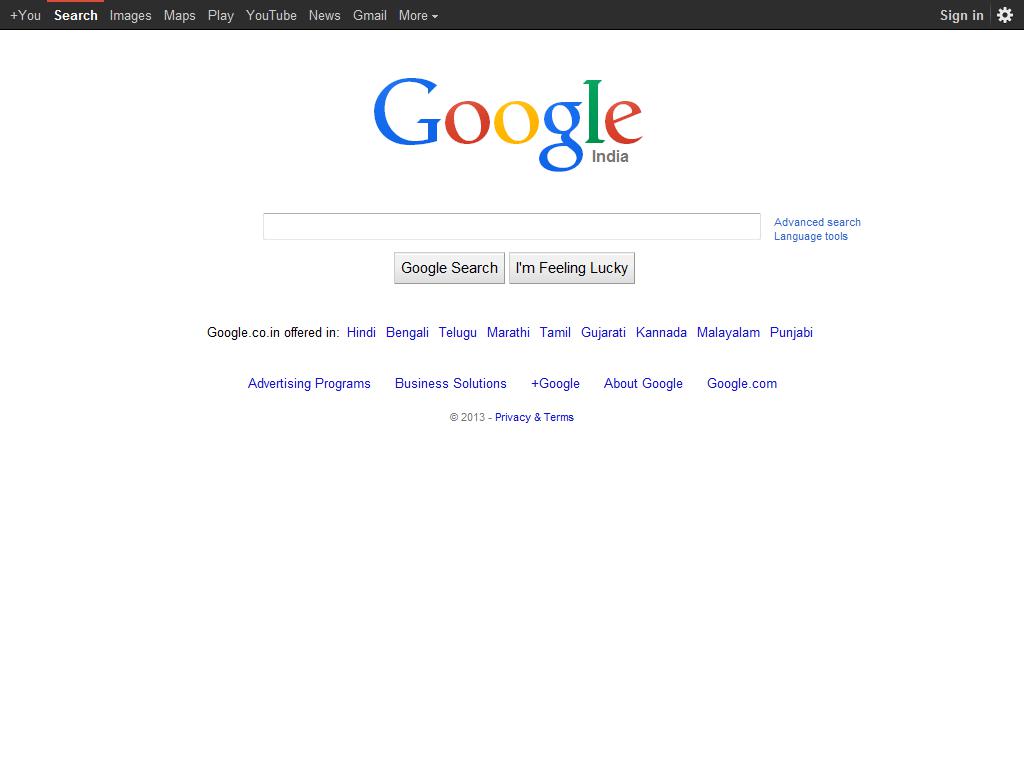 +You Search Images Maps Play YouTube News Gmail More Sign in
Google
India
Advanced search
Language tools
Google Search I'm Feeling Lucky
Google.co.in offered in: Hindi Bengali Telugu Marathi Tamil Gujarati Kannada Malayalam Punjabi
Advertising Programs Business Solutions +Google About Google Google.com
© 2013 - Privacy & Terms